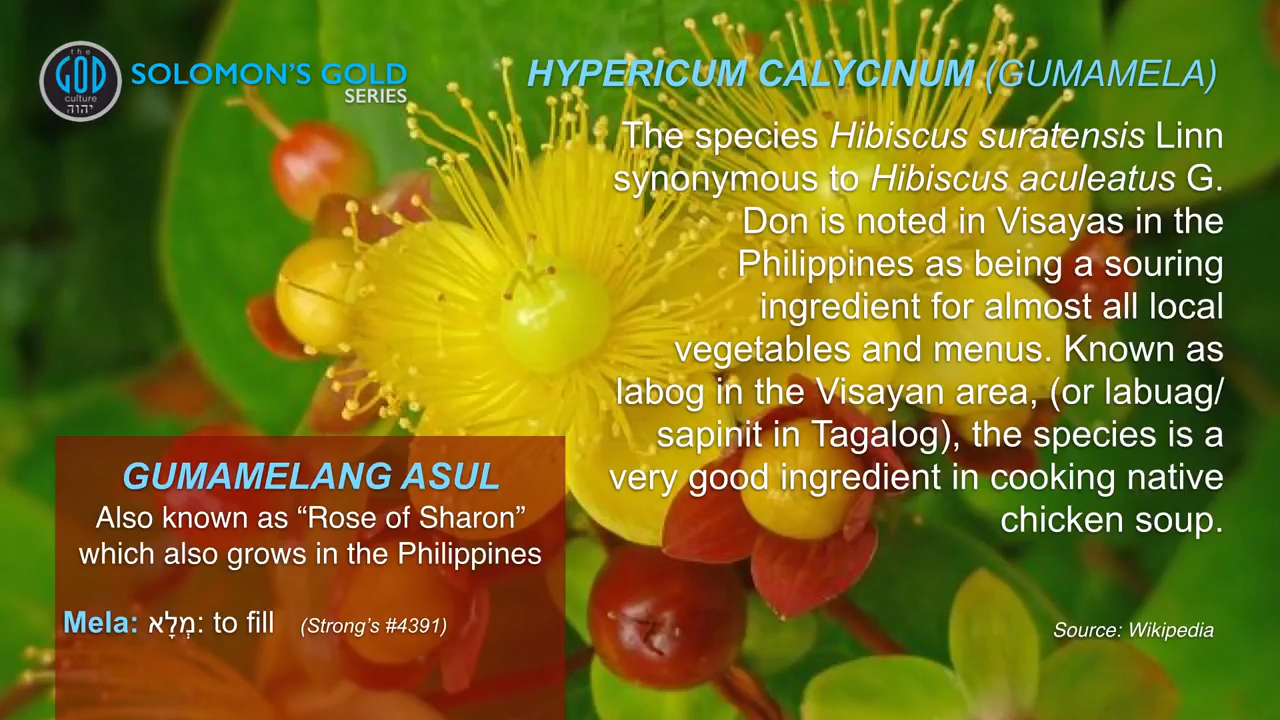 the
GOD
culture
יהוה
SOLOMON'S GOLD
SERIES
HYPERICUM CALYCINUM (GUMAMELA)
The species Hibiscus suratensis Linn
synonymous to Hibiscus aculeatus G.
Don is noted in Visayas in the
Philippines as being a souring
ingredient for almost all local
vegetables and menus. Known as
labog in the Visayan area, (or labuag/
sapinit in Tagalog), the species is a
very good ingredient in cooking native
chicken soup.
GUMAMELANG ASUL
Also known as “Rose of Sharon”
which also grows in the Philippines
Mela: מְלָא: to fill (Strong’s #4391)
Source: Wikipedia